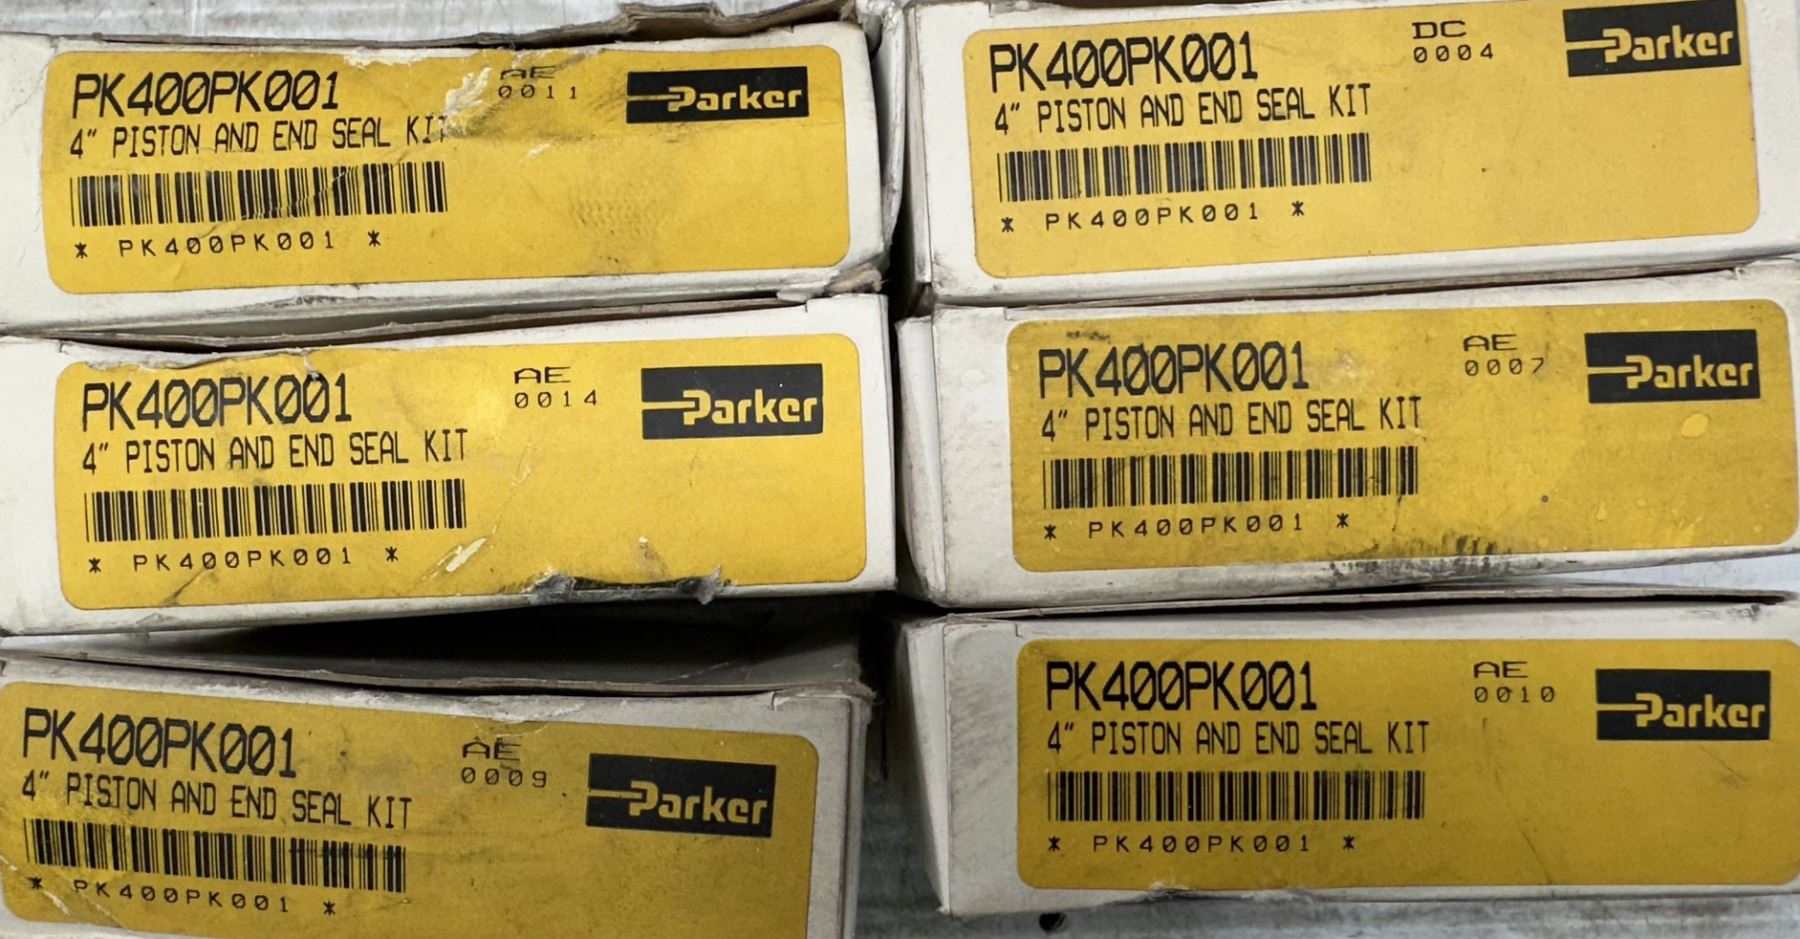 PK400PK001 AE Parker
0011
4" PISTON AND END SEAL KIT
* PK400PK001 *
PK400PK001 DC Parker
0004
4" PISTON AND END SEAL KIT
* PK400PK001 *
PK400PK001 AE Parker
0014
4" PISTON AND END SEAL KIT
* PK400PK001 *
PK400PK001 AE Parker
0007
4" PISTON AND END SEAL KIT
* PK400PK001 *
PK400PK001 AE Parker
0009
4" PISTON AND END SEAL KIT
* PK400PK001 *
PK400PK001 AE Parker
0010
4" PISTON AND END SEAL KIT
* PK400PK001 *